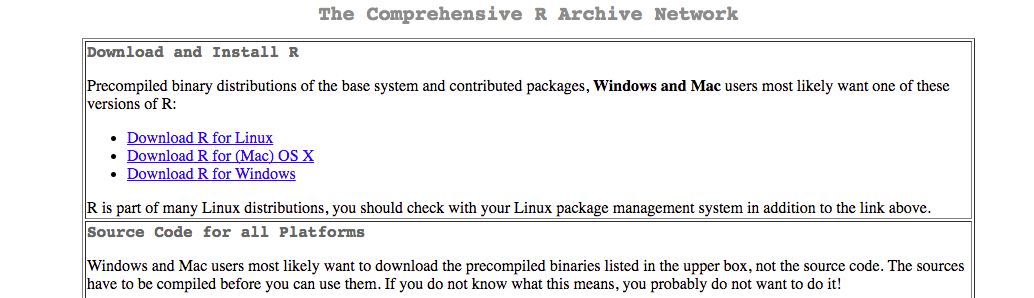 The Comprehensive R Archive Network
Download and Install R
Precompiled binary distributions of the base system and contributed packages, Windows and Mac users most likely want one of these
versions of R:
• Download R for Linux
• Download R for (Mac) OS X
• Download R for Windows
R is part of many Linux distributions, you should check with your Linux package management system in addition to the link above.
Source Code for all Platforms
Windows and Mac users most likely want to download the precompiled binaries listed in the upper box, not the source code. The sources
have to be compiled before you can use them. If you do not know what this means, you probably do not want to do it!